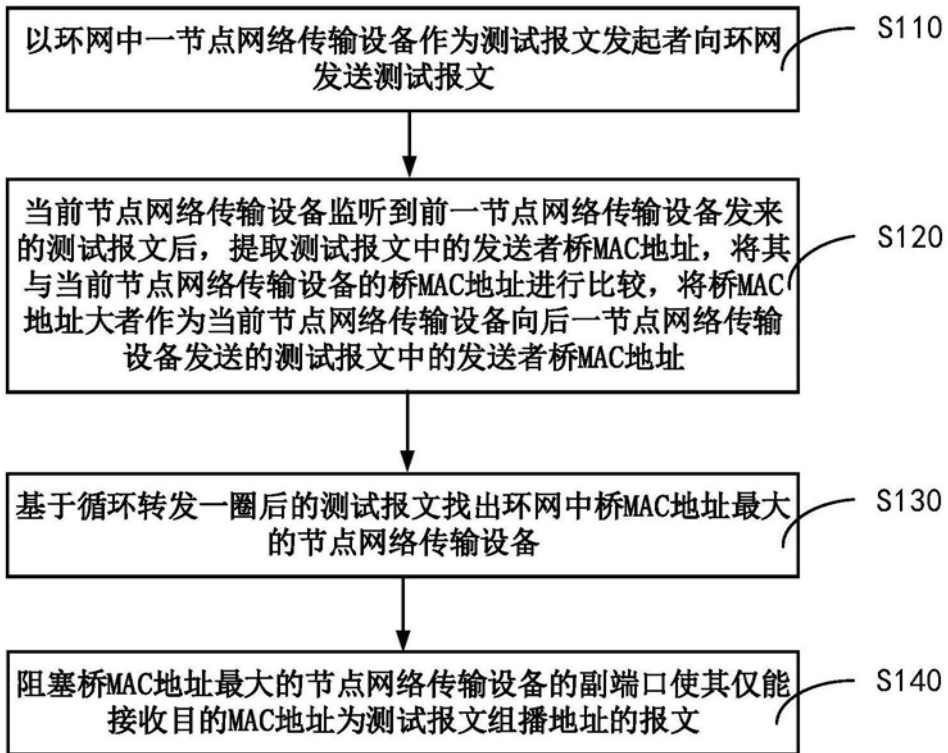 以环网中一节点网络传输设备作为测试报文发起者向环网
发送测试报文
S110
当前节点网络传输设备监听到前一节点网络传输设备发来
的测试报文后，提取测试报文中的发送者桥MAC地址，将其
与当前节点网络传输设备的桥MAC地址进行比较，将桥MAC
地址大者作为当前节点网络传输设备向后一节点网络传输
设备发送的测试报文中的发送者桥MAC地址
S120
基于循环转发一圈后的测试报文找出环网中桥MAC地址最大
的节点网络传输设备
S130
阻塞桥MAC地址最大的节点网络传输设备的副端口使其仅能
接收目的MAC地址为测试报文组播地址的报文
S140